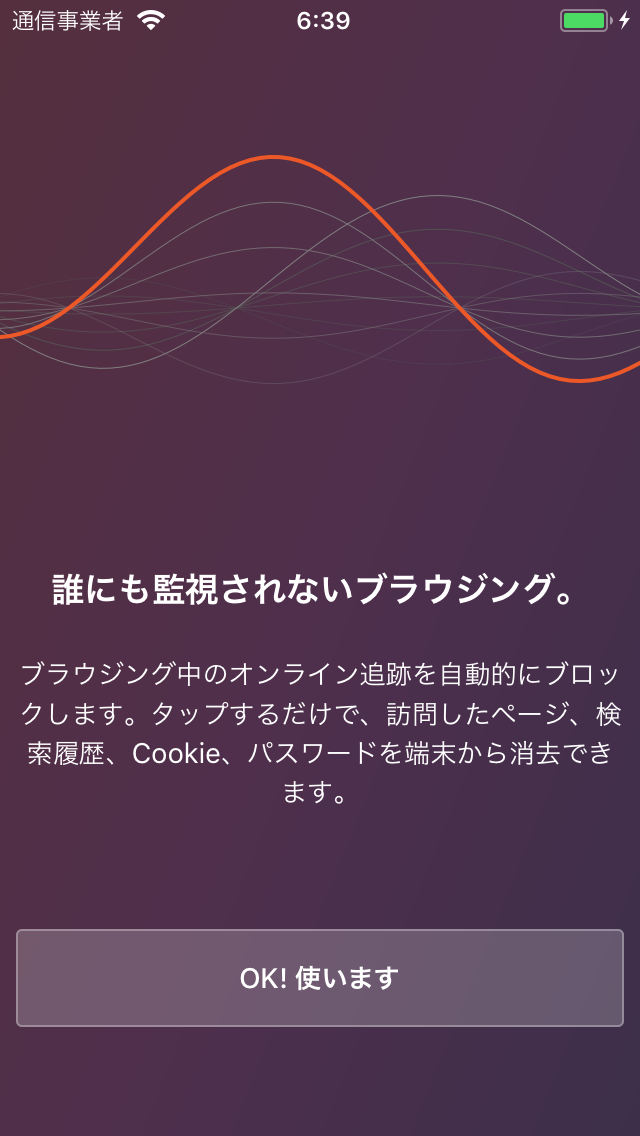 通信事業者 6:39
誰にも監視されないブラウジング。
ブラウジング中のオンライン追跡を自動的にブロッ
クします。タップするだけで、訪問したページ、検
索履歴、Cookie、パスワードを端末から消去でき
ます。
OK! 使います